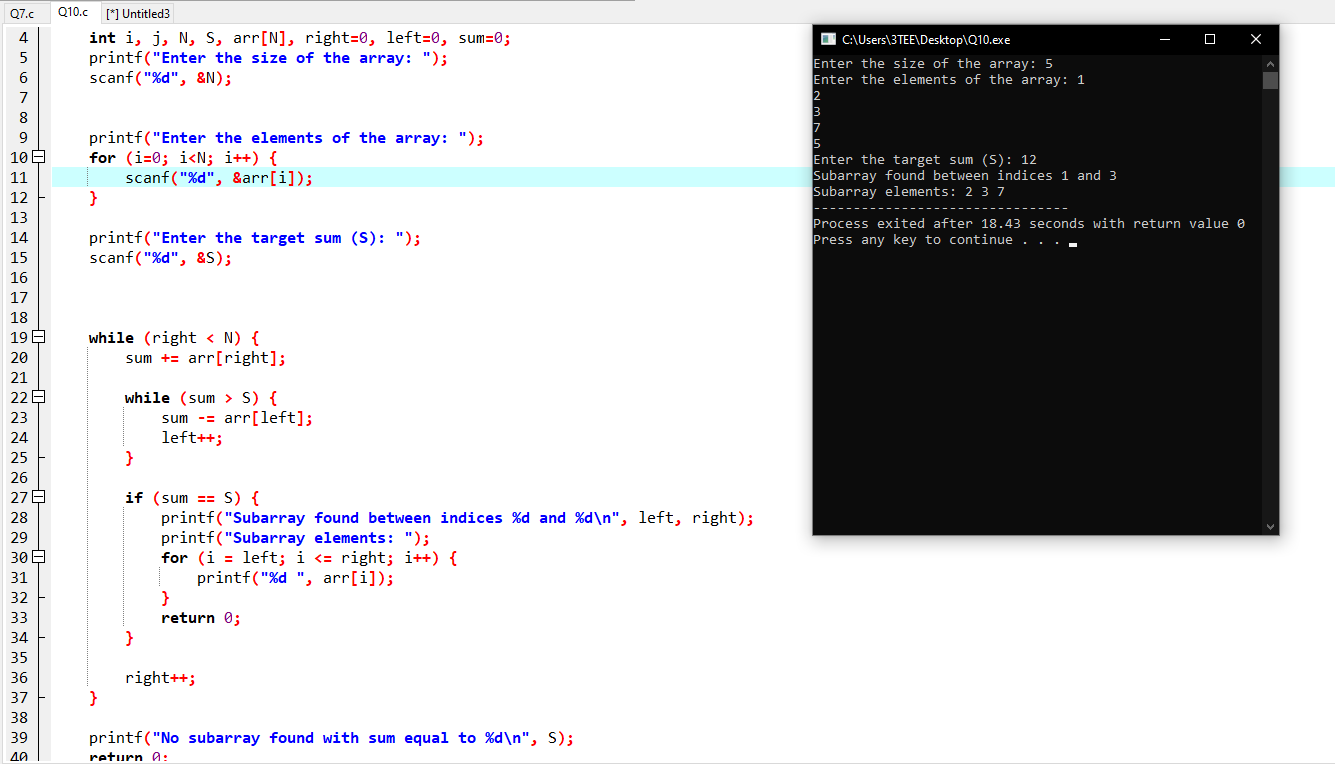 Q7.c Q10.c [*] Untitled3
4 int i, j, N, S, arr[N], right=0, left=0, sum=0;
5 printf("Enter the size of the array: ");
6 scanf("%d", &N);
7
8
9 printf("Enter the elements of the array: ");
10 for (i=0; i<N; i++) {
11 scanf("%d", &arr[i]);
12 }
13
14 printf("Enter the target sum (S): ");
15 scanf("%d", &S);
16
17
18
19 while (right < N) {
20 sum += arr[right];
21
22 while (sum > S) {
23 sum -= arr[left];
24 left++;
25 }
26
27 if (sum == S) {
28 printf("Subarray found between indices %d and %d\n", left, right);
29 printf("Subarray elements: ");
30 for (i = left; i <= right; i++) {
31 printf("%d ", arr[i]);
32 }
33 return 0;
34 }
35
36 right++;
37 }
38
39 printf("No subarray found with sum equal to %d\n", S);
40 return 0;
C:\Users\3TEE\Desktop\Q10.exe
Enter the size of the array: 5
Enter the elements of the array: 1
2
3
7
5
Enter the target sum (S): 12
Subarray found between indices 1 and 3
Subarray elements: 2 3 7
--------------------------------
Process exited after 18.43 seconds with return value 0
Press any key to continue . . .